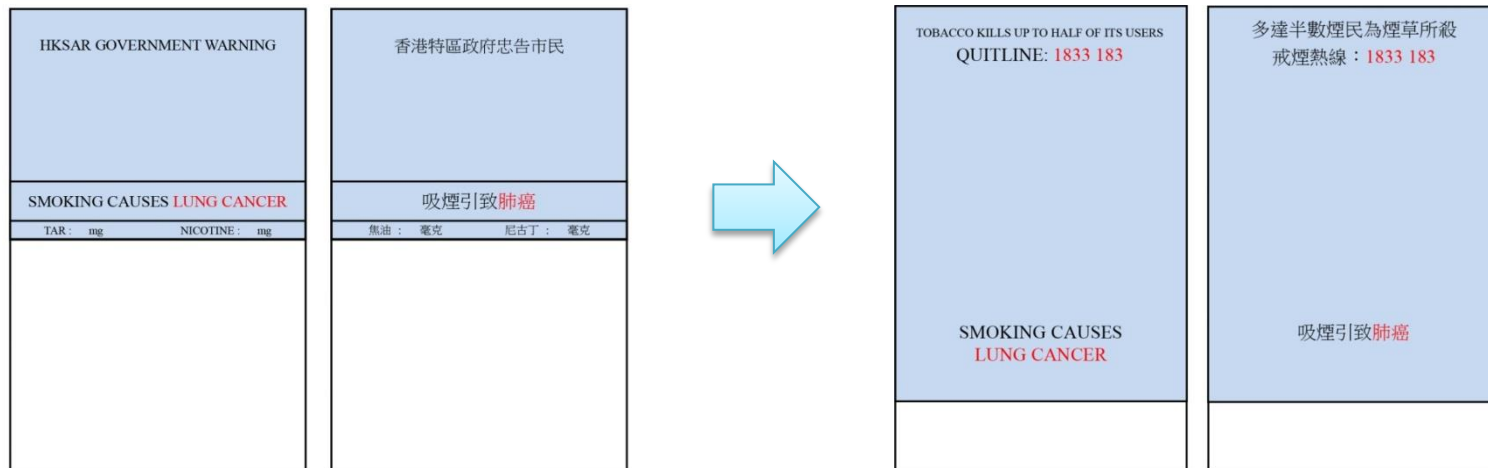 HKSAR GOVERNMENT WARNING
SMOKING CAUSES LUNG CANCER
TAR : mg NICOTINE : mg
香港特區政府忠告市民
吸煙引致肺癌
焦油 : 毫克 尼古丁 : 毫克
TOBACCO KILLS UP TO HALF OF ITS USERS
QUITLINE: 1833 183
SMOKING CAUSES
LUNG CANCER
多達半數煙民為煙草所殺
戒煙熱線：1833 183
吸煙引致肺癌